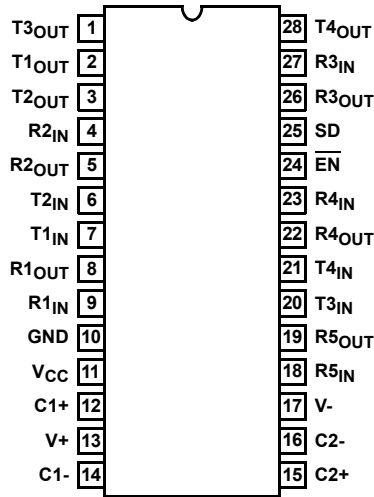 T3OUT 1 28 T4OUT
T1OUT 2 27 R3IN
T2OUT 3 26 R3OUT
R2IN 4 25 SD
R2OUT 5 24 EN
T2IN 6 23 R4IN
T1IN 7 22 R4OUT
R1OUT 8 21 T4IN
R1IN 9 20 T3IN
GND 10 19 R5OUT
VCC 11 18 R5IN
C1+ 12 17 V-
V+ 13 16 C2-
C1- 14 15 C2+